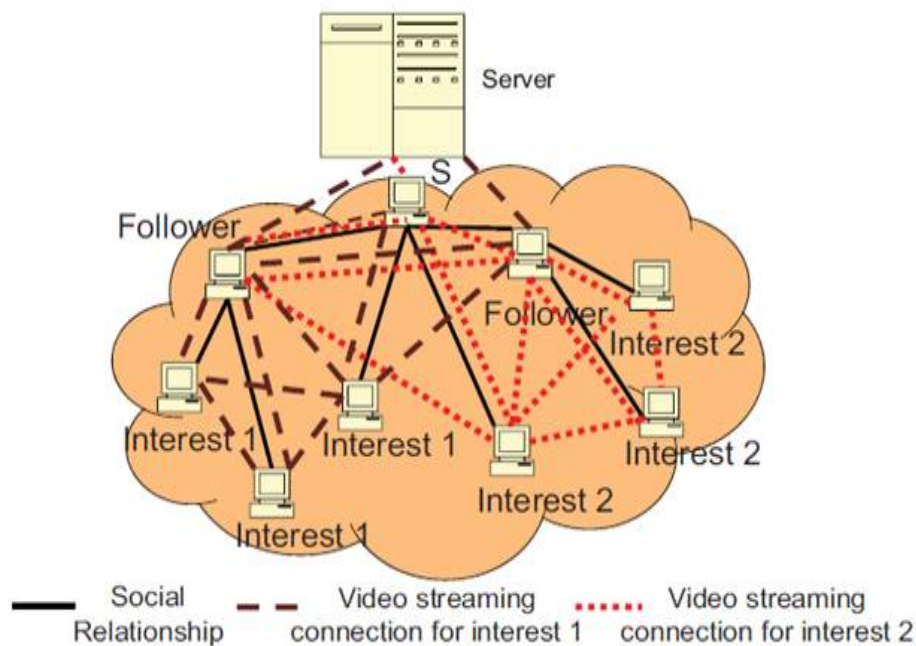 Server
S
Follower
Follower
Interest 2
Interest 1
Interest 1
Interest 2
Interest 2
Interest 1
Social Relationship
Video streaming connection for interest 1
Video streaming connection for interest 2